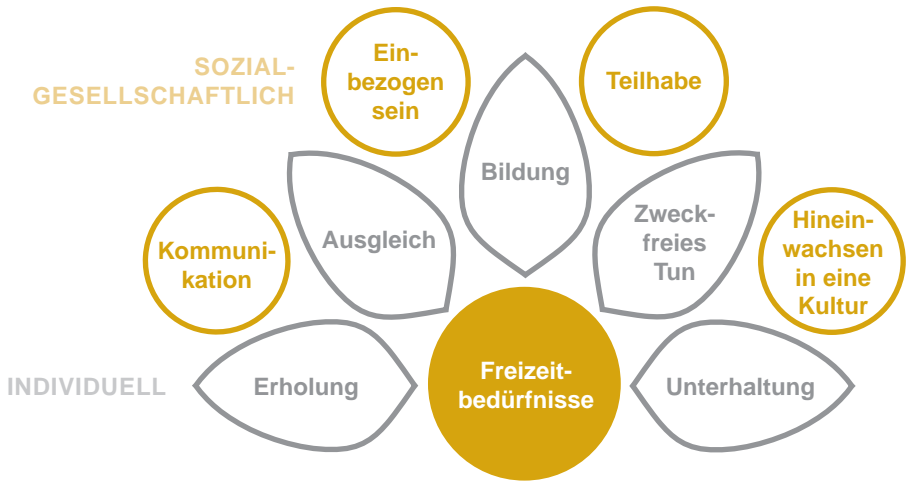 SOZIAL-
GESELLSCHAFTLICH
Ein-
bezogen
sein
Teilhabe
Bildung
Kommuni-
kation
Ausgleich
Zweck-
freies
Tun
Hinein-
wachsen
in eine
Kultur
INDIVIDUELL
Erholung
Freizeit-
bedürfnisse
Unterhaltung